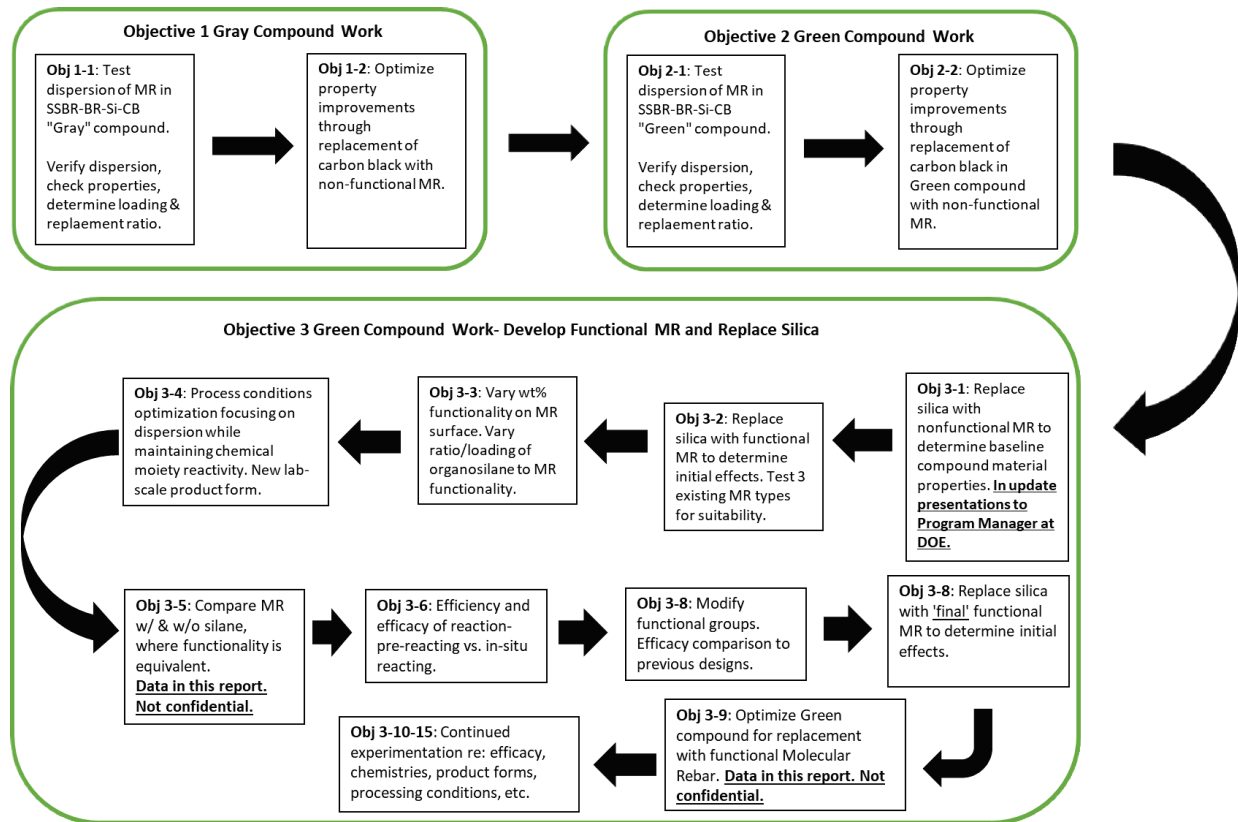 Objective 1 Gray Compound Work
Obj 1-1: Test
dispersion of MR in
SSBR-BR-Si-CB
"Gray" compound.
Verify dispersion,
check properties,
determine loading &
replaement ratio.
Obj 1-2: Optimize
property
improvements
through
replacement of
carbon black with
non-functional MR.
Objective 2 Green Compound Work
Obj 2-1: Test
dispersion of MR in
SSBR-BR-Si-CB
"Green" compound.
Verify dispersion,
check properties,
determine loading &
replaement ratio.
Obj 2-2: Optimize
property
improvements
through
replacement of
carbon black in
Green compound
with non-functional
MR.
Objective 3 Green Compound Work- Develop Functional MR and Replace Silica
Obj 3-1: Replace
silica with
nonfunctional MR to
determine baseline
compound material
properties. In update
presentations to
Program Manager at
DOE.
Obj 3-2: Replace
silica with functional
MR to determine
initial effects. Test 3
existing MR types
for suitability.
Obj 3-3: Vary wt%
functionality on MR
surface. Vary
ratio/loading of
organosilane to MR
functionality.
Obj 3-4: Process conditions
optimization focusing on
dispersion while
maintaining chemical
moiety reactivity. New lab-
scale product form.
Obj 3-5: Compare MR
w/ & w/o silane,
where functionality is
equivalent.
Data in this report.
Not confidential.
Obj 3-6: Efficiency and
efficacy of reaction-
pre-reacting vs. in-situ
reacting.
Obj 3-8: Modify
functional groups.
Efficacy comparison to
previous designs.
Obj 3-8: Replace silica
with 'final' functional
MR to determine initial
effects.
Obj 3-9: Optimize Green
compound for replacement
with functional Molecular
Rebar. Data in this report. Not
confidential.
Obj 3-10-15: Continued
experimentation re: efficacy,
chemistries, product forms,
processing conditions, etc.